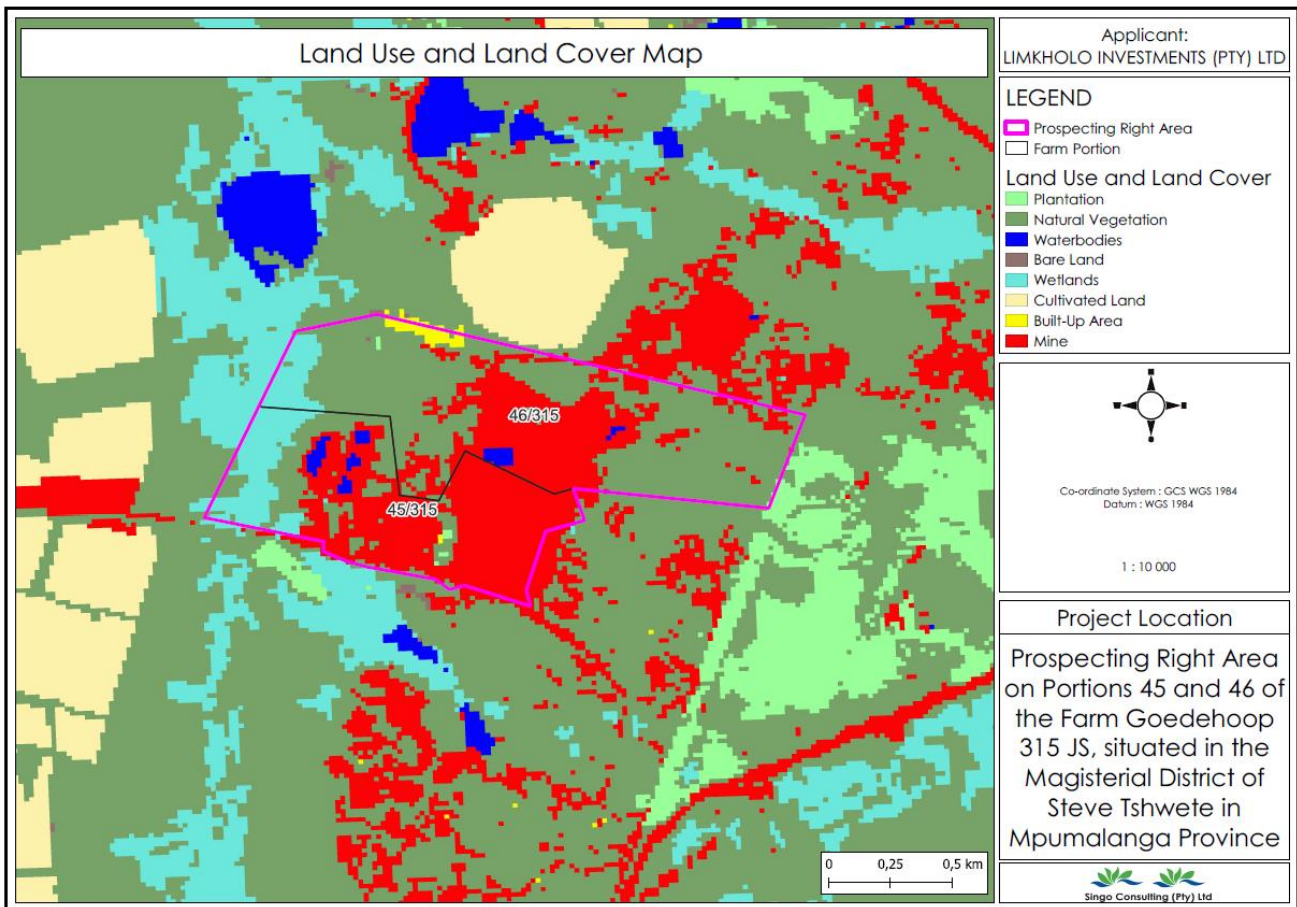 Land Use and Land Cover Map
46/315
45/315
0 0,25 0,5 km
Applicant:
LIMKHOLO INVESTMENTS (PTY) LTD
LEGEND
Prospecting Right Area
Farm Portion
Land Use and Land Cover
Plantation
Natural Vegetation
Waterbodies
Bare Land
Wetlands
Cultivated Land
Built-Up Area
Mine
Co-ordinate System : GCS WGS 1984
Datum : WGS 1984
1 : 10 000
Project Location
Prospecting Right Area
on Portions 45 and 46 of
the Farm Goedehoop
315 JS, situated in the
Magisterial District of
Steve Tshwete in
Mpumalanga Province
Singo Consulting (Pty) Ltd